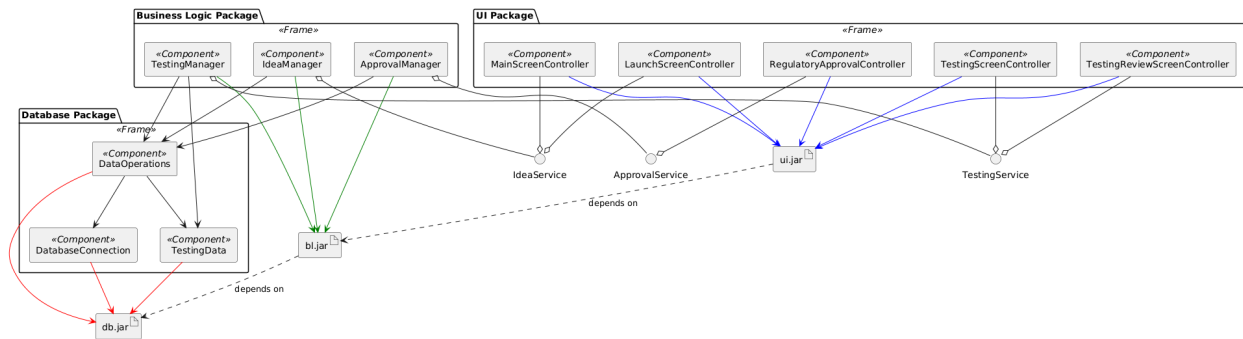 Business Logic Package
«Frame»
«Component»
TestingManager
«Component»
IdeaManager
«Component»
ApprovalManager
UI Package
«Frame»
«Component»
MainScreenController
«Component»
LaunchScreenController
«Component»
RegulatoryApprovalController
«Component»
TestingScreenController
«Component»
TestingReviewScreenController
Database Package
«Frame»
«Component»
DataOperations
«Component»
DatabaseConnection
«Component»
TestingData
IdeaService
ApprovalService
ui.jar
TestingService
depends on
bl.jar
depends on
db.jar